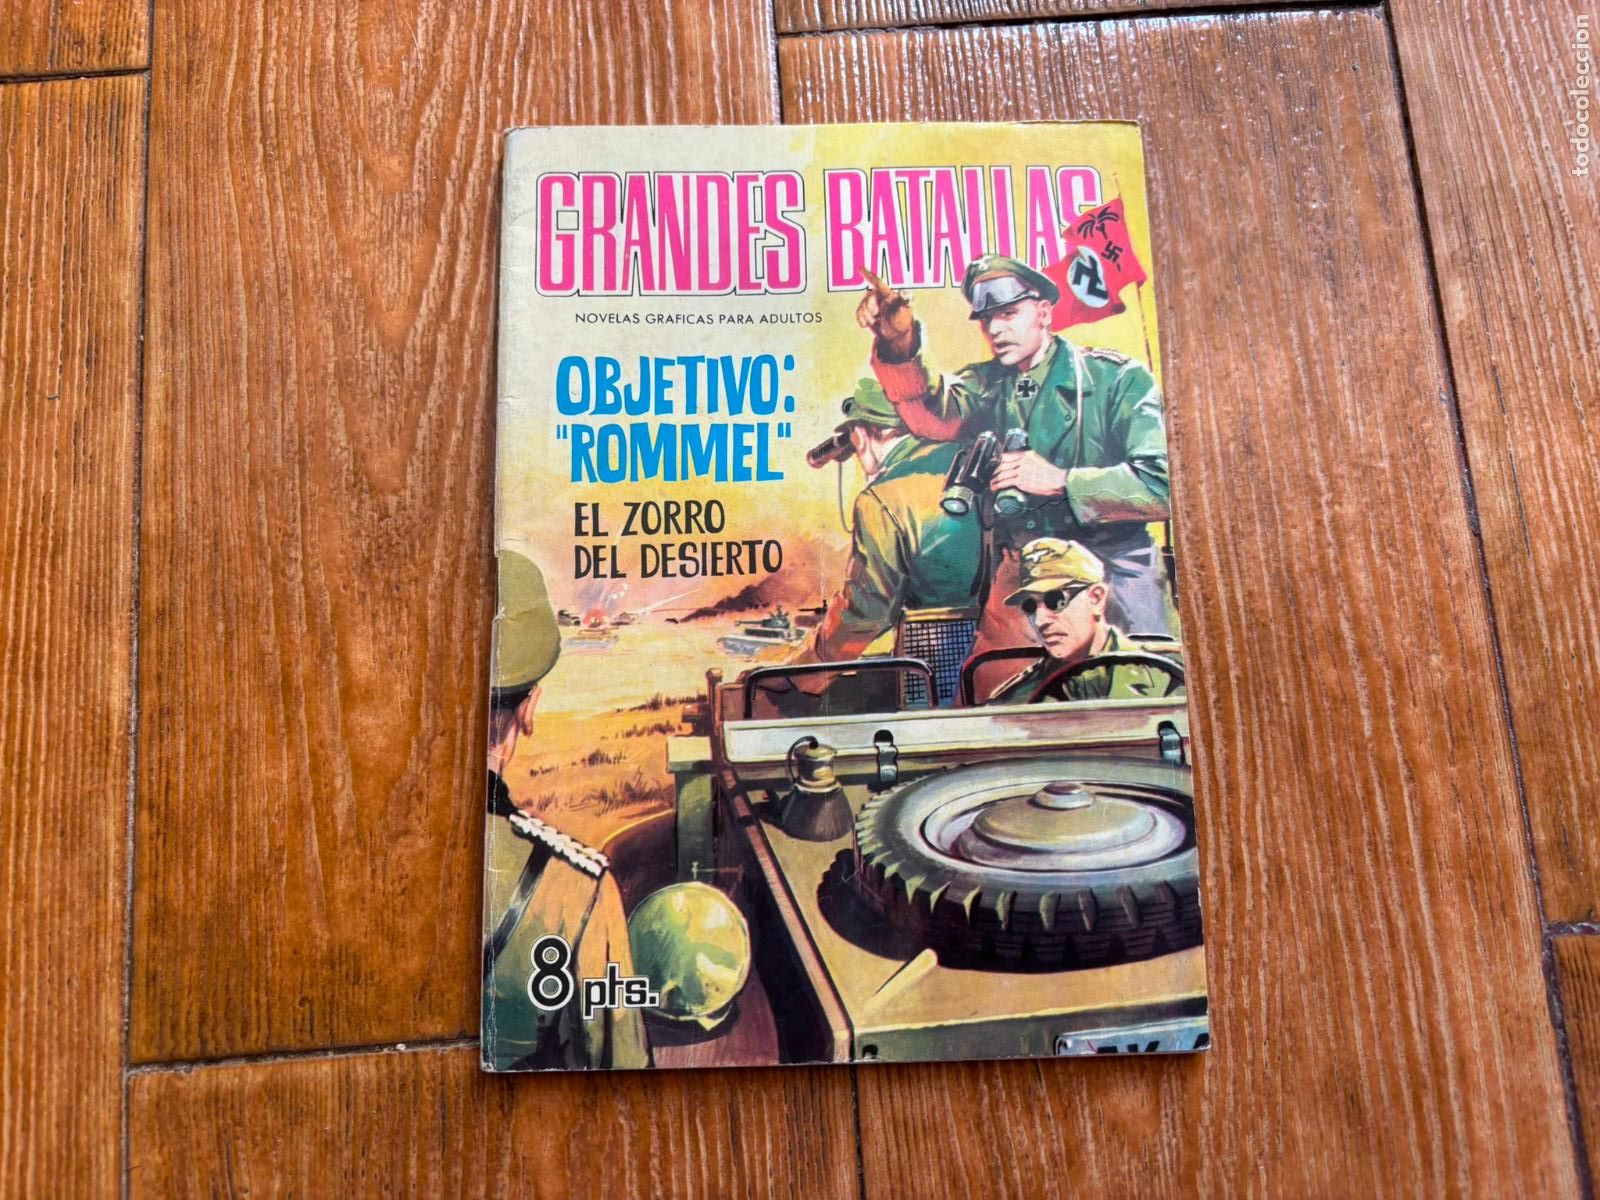 GRANDES BATALLAS
NOVELAS GRAFICAS PARA ADULTOS
OBJETIVO:
"ROMMEL"
EL ZORRO
DEL DESIERTO
8 pts.
todocoleccion